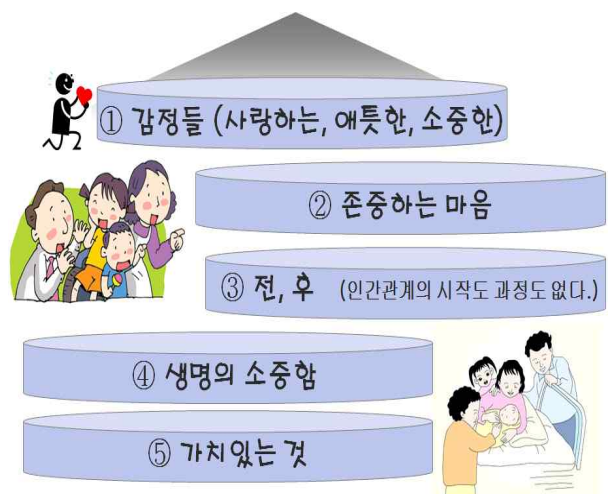 ① 감정들 (사랑하는, 애틋한, 소중한)
② 존중하는 마음
③ 전, 후 (인간관계의 시작도 과정도 없다.)
④ 생명의 소중함
⑤ 가치있는 것